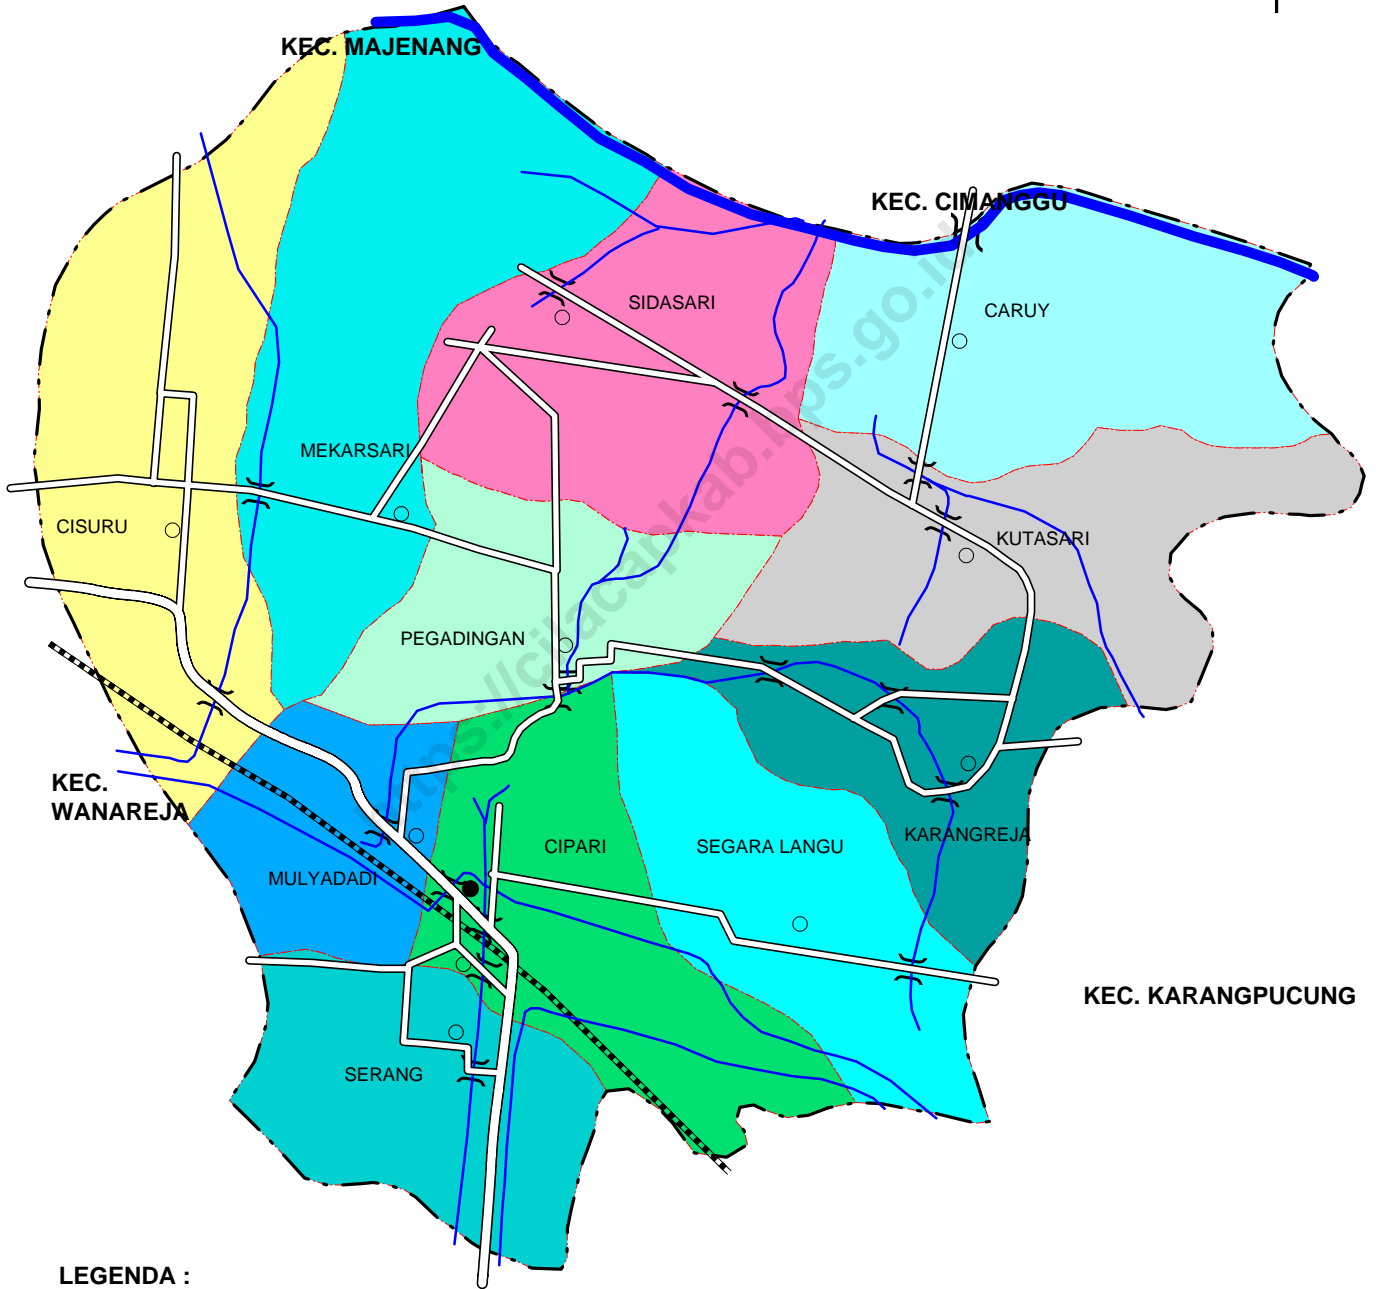 KEC. MAJENANG
KEC. CIMANGGU
SIDASARI
CARUY
MEKARSARI
CISURU
KUTASARI
PEGADINGAN
KEC.
WANAREJA
KARANGREJA
CIPARI
SEGARA LANGU
MULYADADI
KEC. KARANGPUCUNG
SERANG
LEGENDA :
https://cilacapkab.bps.go.id